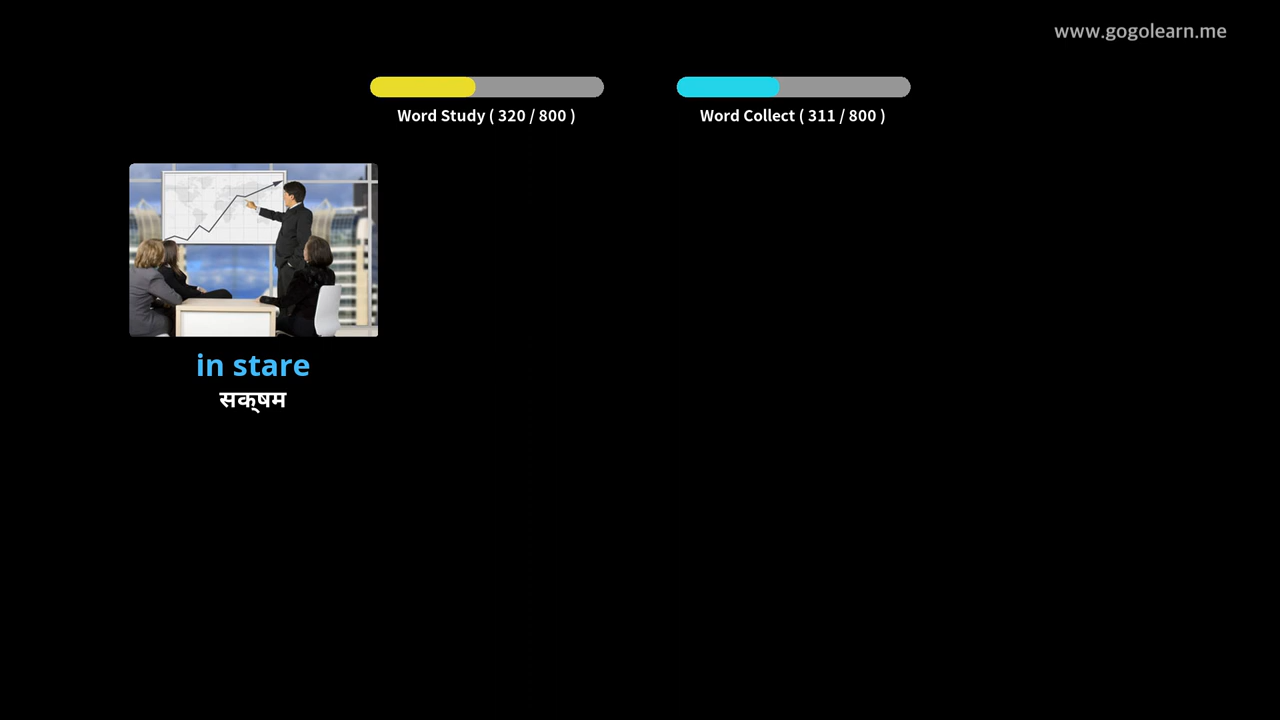 www.gogolearn.me
Word Study ( 320 / 800 )
Word Collect ( 311 / 800 )
in stare
सक्षम